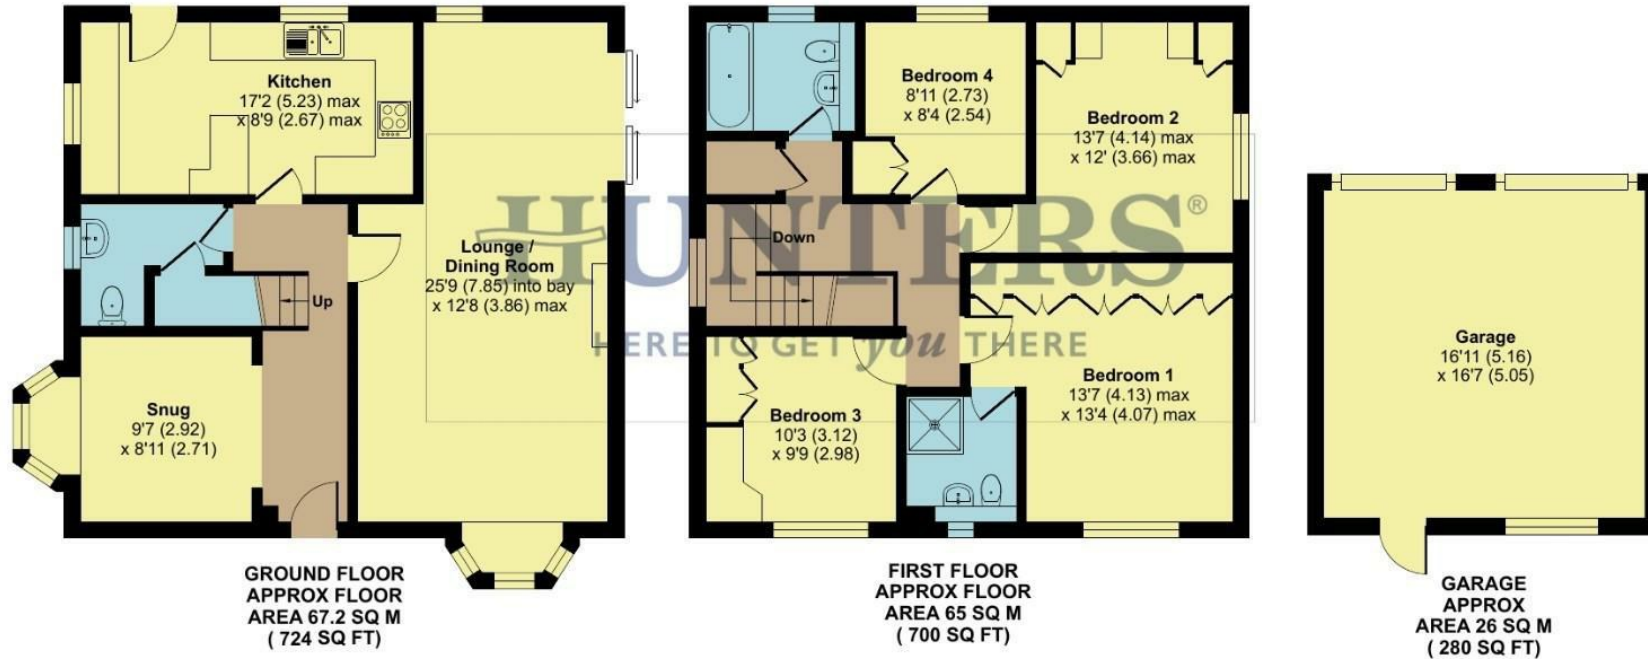 Kitchen
17'2 (5.23) max
x 8'9 (2.67) max
Lounge /
Dining Room
25'9 (7.85) into bay
x 12'8 (3.86) max
Up
Snug
9'7 (2.92)
x 8'11 (2.71)
GROUND FLOOR
APPROX FLOOR
AREA 67.2 SQ M
( 724 SQ FT)
Bedroom 4
8'11 (2.73)
x 8'4 (2.54)
Bedroom 2
13'7 (4.14) max
x 12' (3.66) max
Down
Bedroom 3
10'3 (3.12)
x 9'9 (2.98)
Bedroom 1
13'7 (4.13) max
x 13'4 (4.07) max
FIRST FLOOR
APPROX FLOOR
AREA 65 SQ M
( 700 SQ FT)
Garage
16'11 (5.16)
x 16'7 (5.05)
GARAGE
APPROX
AREA 26 SQ M
( 280 SQ FT)
HUNTERS®
HERE TO GET you THERE